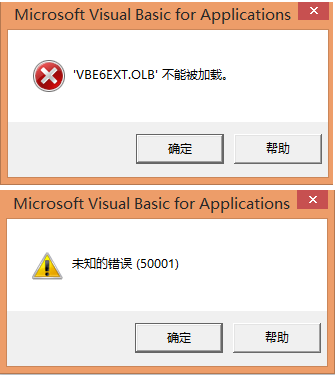 Microsoft Visual Basic for Applications
'VBE6EXT.OLB' 不能被加载。
确定
帮助
Microsoft Visual Basic for Applications
未知的错误 (50001)
确定
帮助